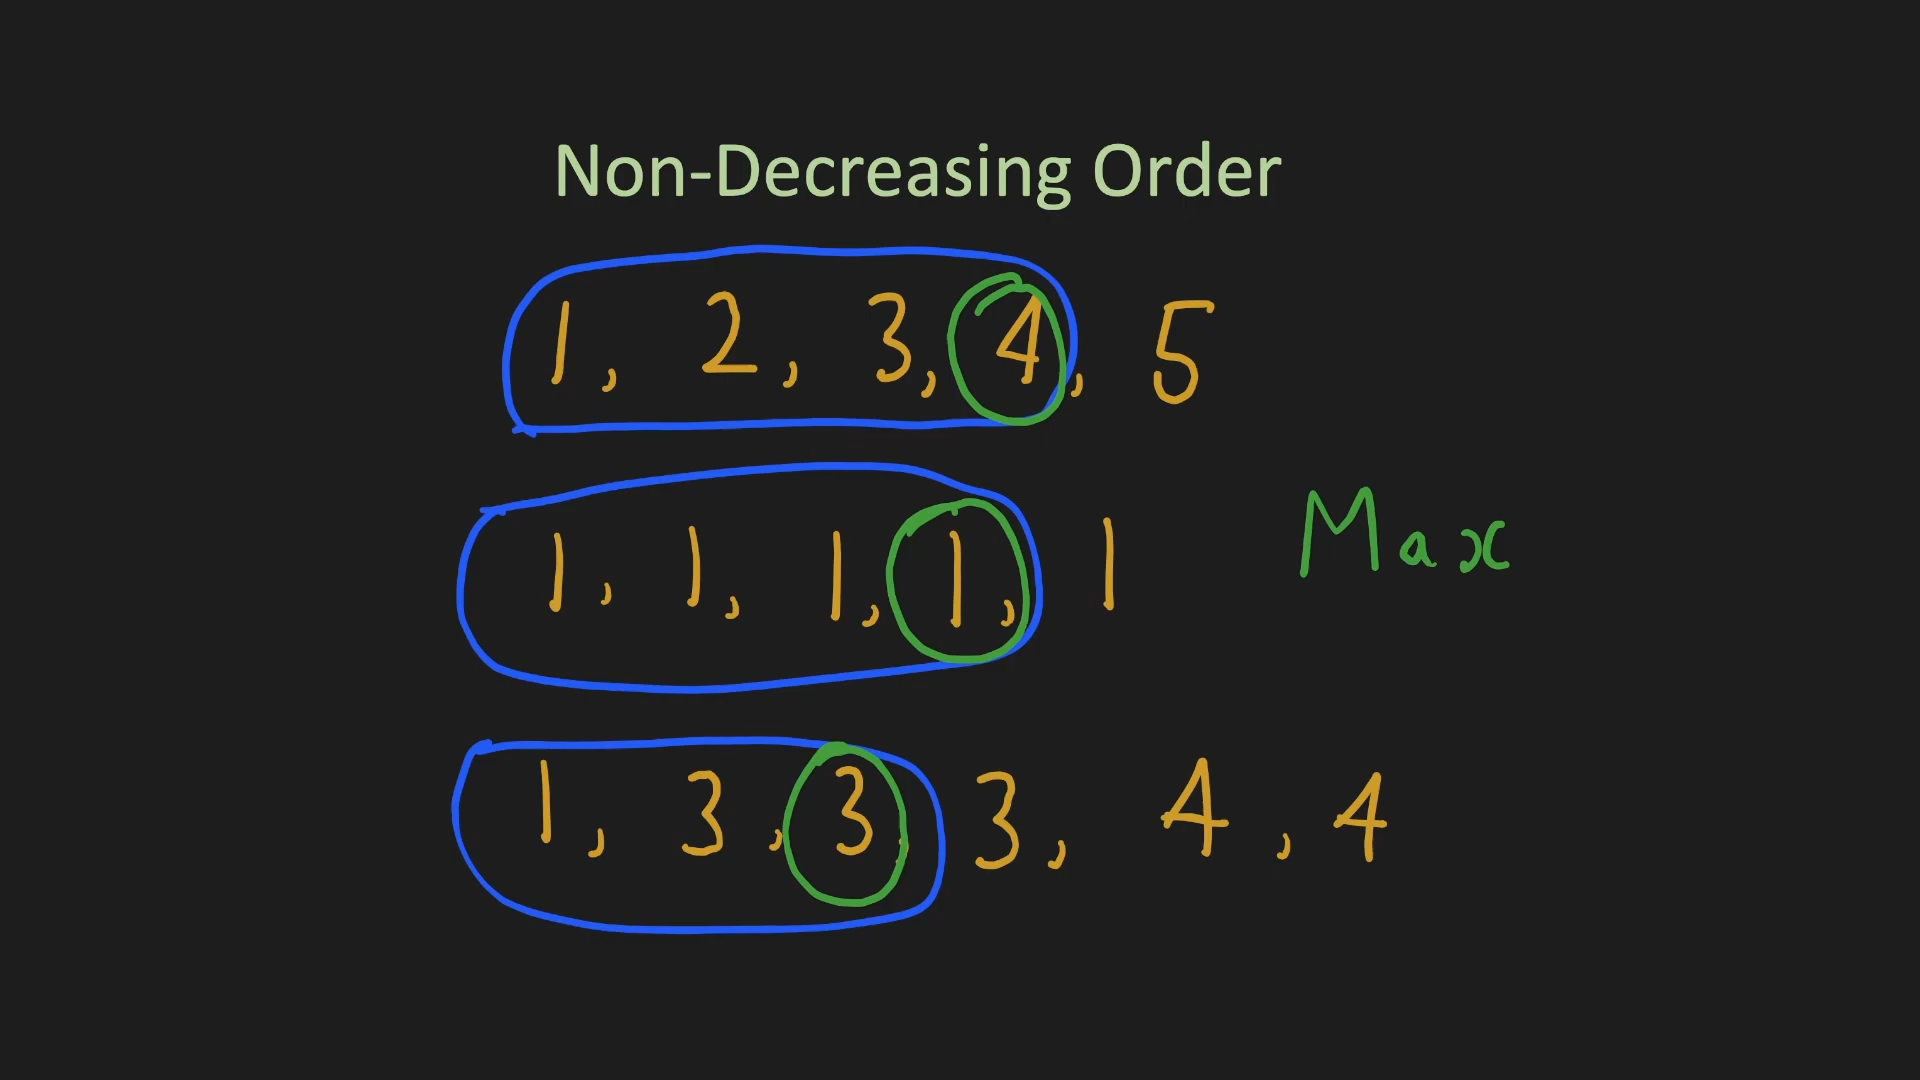 Non-Decreasing Order
1, 2, 3, 4, 5
1, 1, 1, 1, 1
Max
1, 3, 3, 3, 4, 4